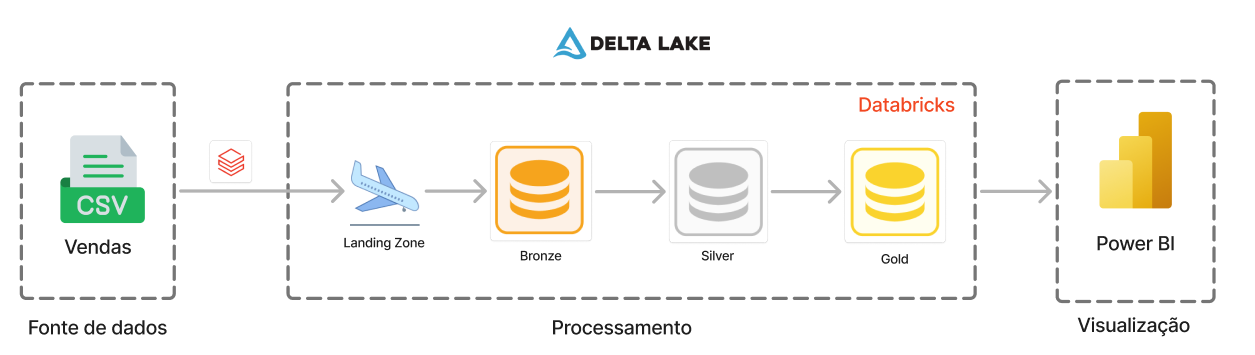 DELTA LAKE
Databricks
CSV
Vendas
Landing Zone
Bronze
Silver
Gold
Power BI
Fonte de dados
Processamento
Visualização